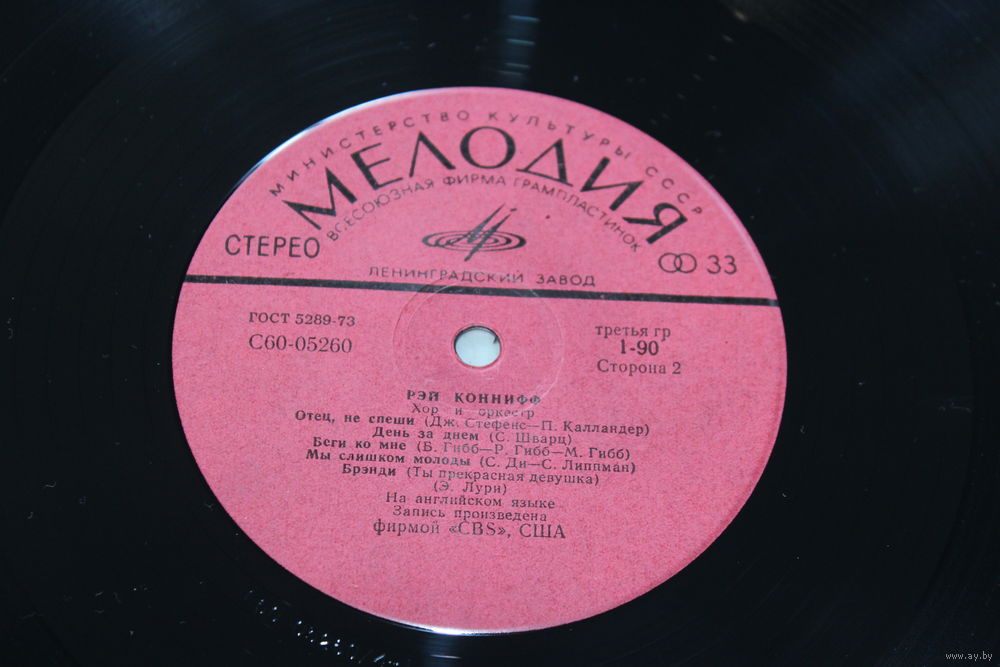 МИНИСТЕРСТВО КУЛЬТУРЫ СССР
МЕЛОДИЯ
ВСЕСОЮЗНАЯ ФИРМА ГРАМПЛАСТИНОК
СТЕРЕО
33
ЛЕНИНГРАДСКИЙ ЗАВОД
ГОСТ 5289-73
С60-05260
третья гр
1-90
Сторона 2
РЭЙ КОННИФФ
Хор и оркестр
Отец, не спеши (Дж. Стефенс—П. Калландер)
День за днем (С. Шварц)
Беги ко мне (Б. Гибб—Р. Гибб—М. Гибб)
Мы слишком молоды (С. Ди—С. Липпман)
Брэнди (Ты прекрасная девушка)
(Э. Лури)
На английском языке
Запись произведена
фирмой «CBS», США
www.ay.by